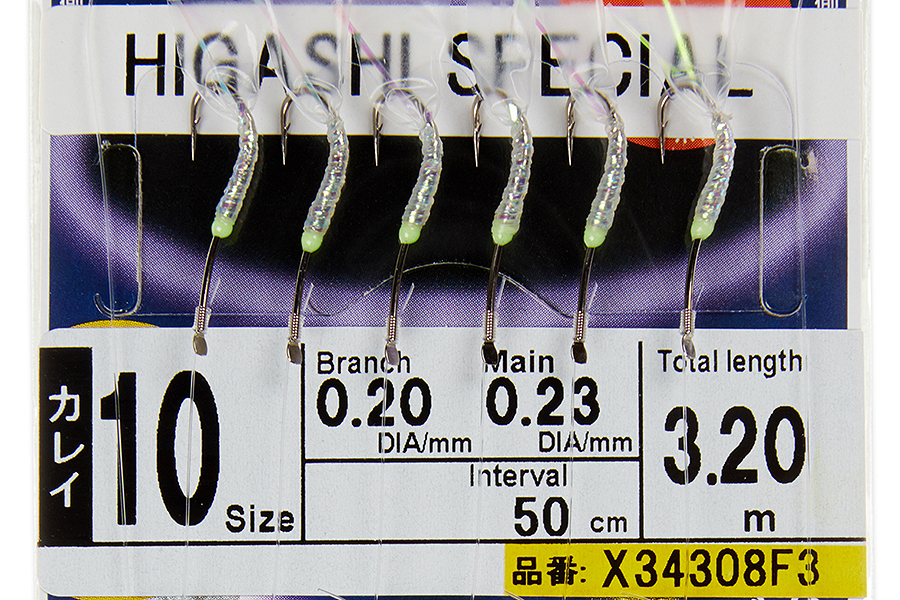 HIGASHI SPECIAL
カレイ
10 Size
Branch
0.20
DIA/mm
Main
0.23
DIA/mm
Interval
50 cm
Total length
3.20
m
品番: X34308F3